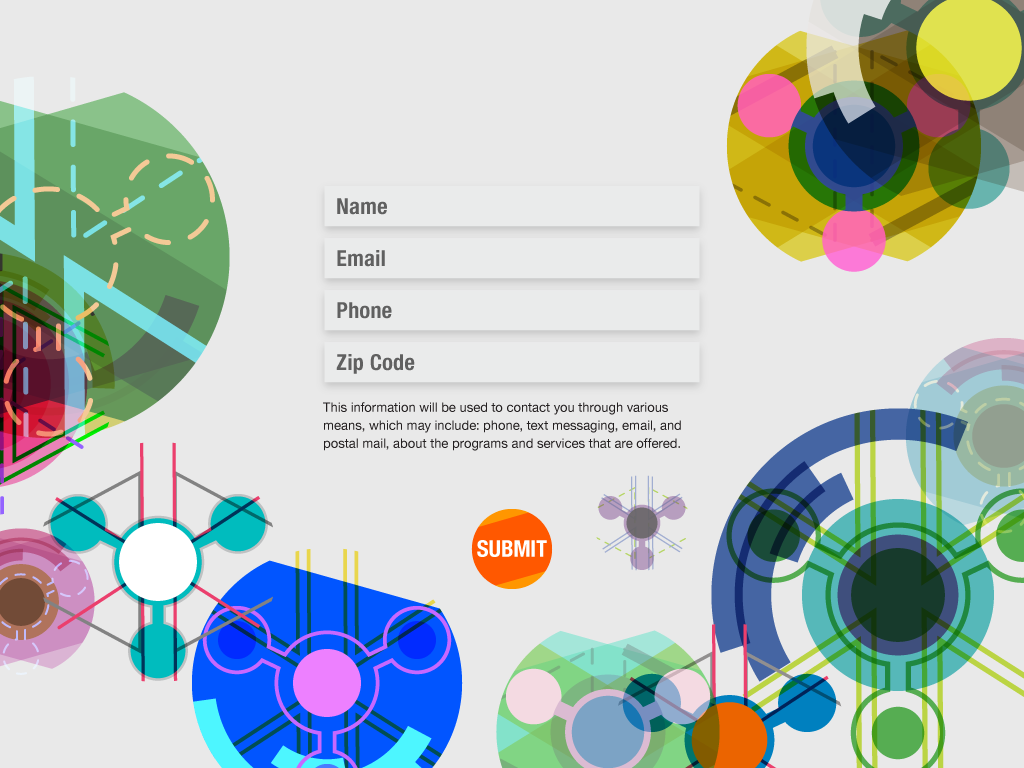 Name
Email
Phone
Zip Code
This information will be used to contact you through various
means, which may include: phone, text messaging, email, and
postal mail, about the programs and services that are offered.
SUBMIT